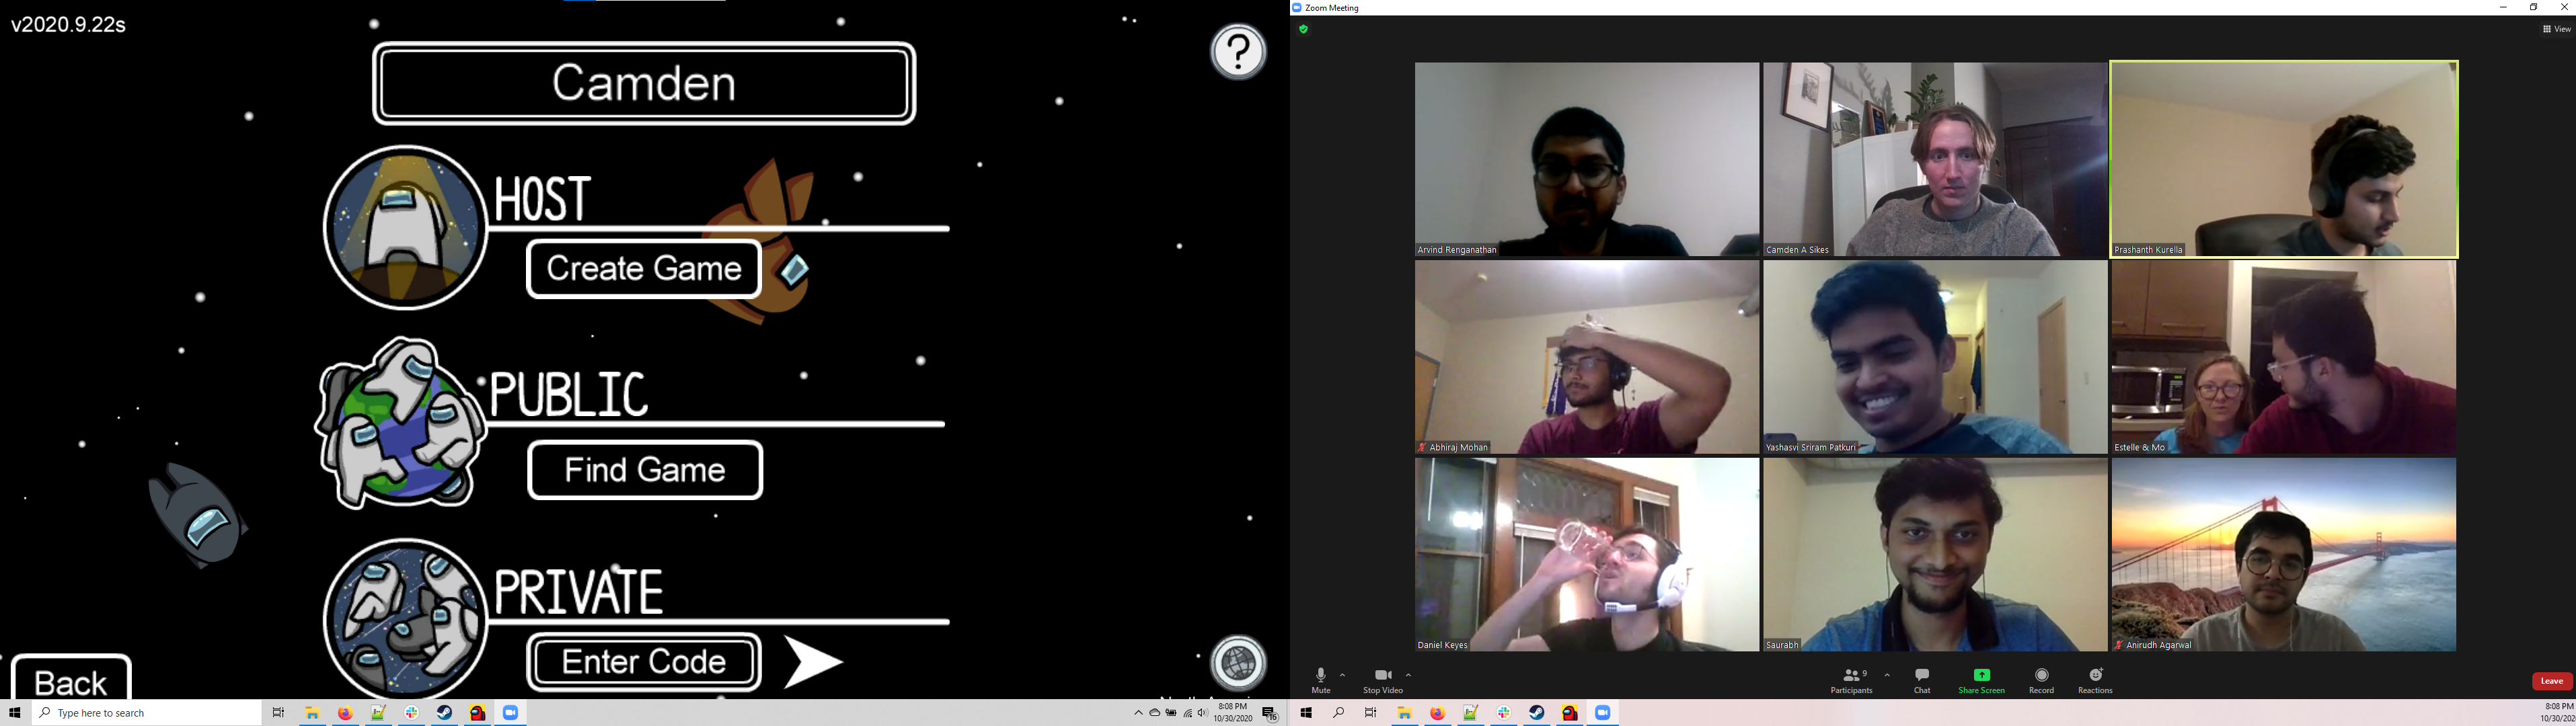 v2020.9.22s
Camden
?
HOST
Create Game
PUBLIC
Find Game
PRIVATE
Enter Code
Back
Type here to search
8:08 PM
10/30/2020
16
Zoom Meeting
View
Arvind Renganathan
Camden A Sikes
Prashanth Kurella
Abhiraj Mohan
Yashasvi Sriram Patkuri
Estelle & Mo
Daniel Keyes
Saurabh
Anirudh Agarwal
Mute
Stop Video
Participants
9
Chat
Share Screen
Record
Reactions
Leave
8:08 PM
10/30/202